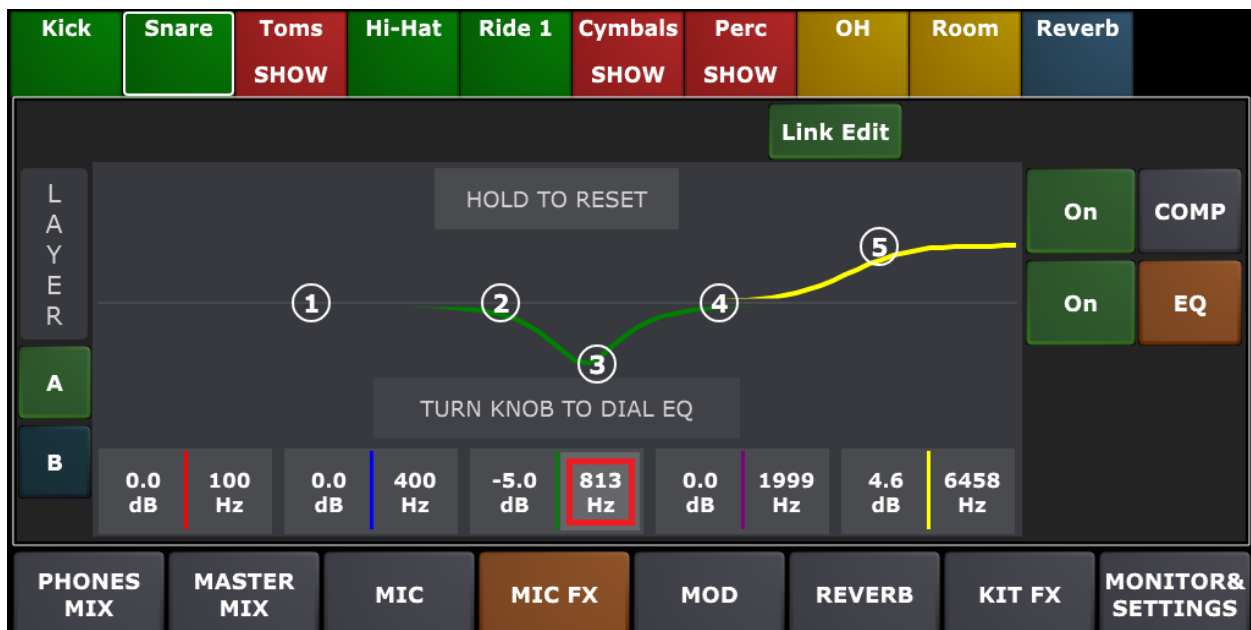 Kick Snare Toms Hi-Hat Ride 1 Cymbals Perc OH Room Reverb
SHOW SHOW SHOW
Link Edit
L
A
Y
E
R
HOLD TO RESET
On COMP
5
1 2 4
On EQ
3
A
TURN KNOB TO DIAL EQ
B
0.0 100 0.0 400 -5.0 813 0.0 1999 4.6 6458
dB Hz dB Hz dB Hz dB Hz dB Hz
PHONES MASTER MIC MIC FX MOD REVERB KIT FX MONITOR&
MIX MIX SETTINGS